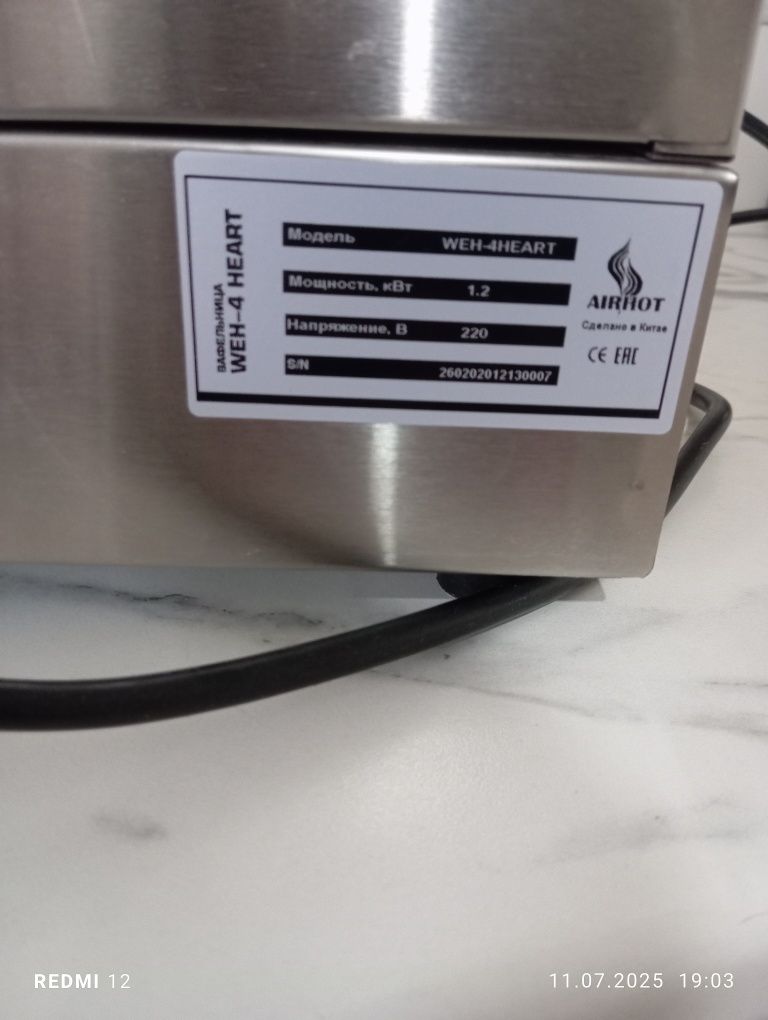 ВАФЕЛЬНИЦА
WEH-4 HEART
Модель WEH-4HEART
Мощность, кВт 1.2
Напряжение, В 220
S/N 260202012130007
AIRHOT
Сделано в Китае
CE EAC
REDMI 12
11.07.2025 19:03